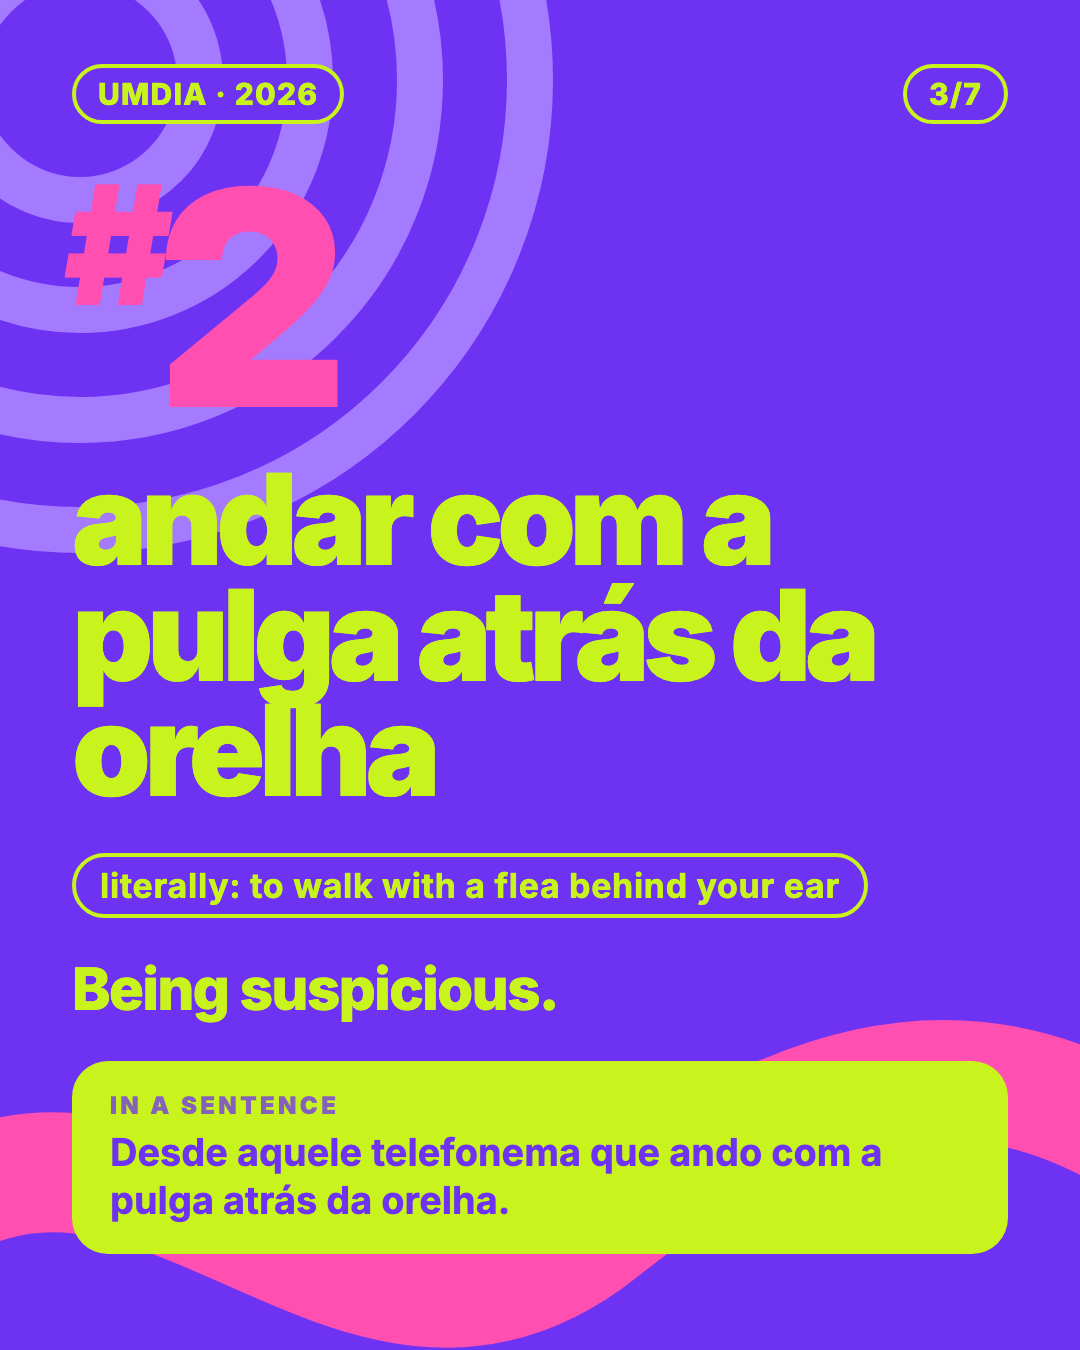 UMDIA · 2026
3/7
#2
andar com a
pulga atrás da
orelha
literally: to walk with a flea behind your ear
Being suspicious.
IN A SENTENCE
Desde aquele telefonema que ando com a
pulga atrás da orelha.